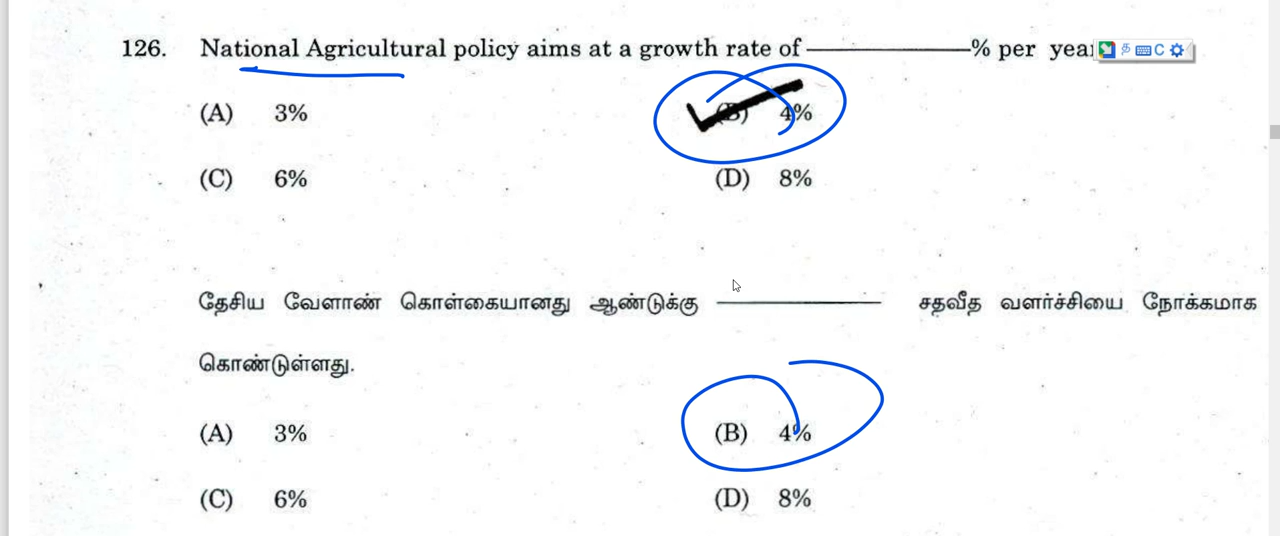 126. National Agricultural policy aims at a growth rate of ————% per year
(A) 3% (B) 4%
(C) 6% (D) 8%
தேசிய வேளாண் கொள்கையானது ஆண்டுக்கு ———— சதவீத வளர்ச்சியை நோக்கமாக
கொண்டுள்ளது.
(A) 3% (B) 4%
(C) 6% (D) 8%